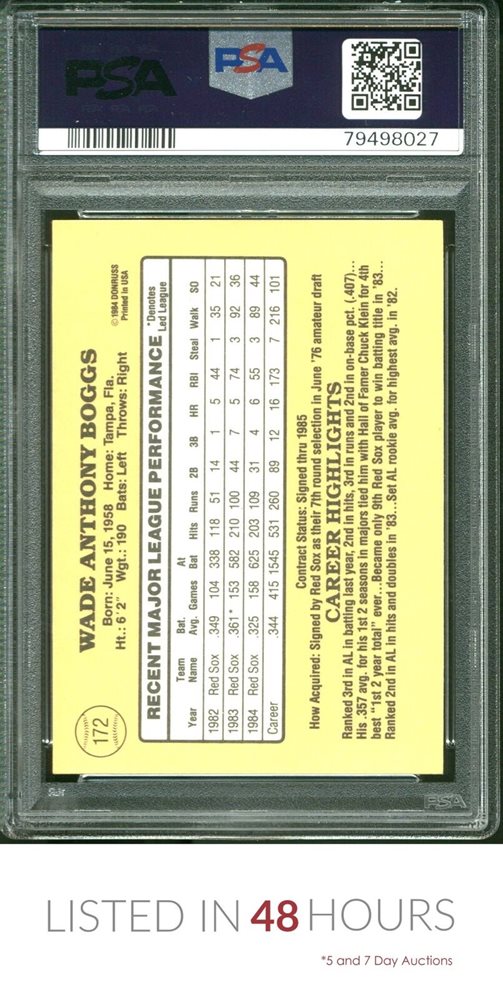 PSA
PSA
79498027
172
WADE ANTHONY BOGGS
Born: June 15, 1958 Home: Tampa, Fla.
Ht.: 6'2" Wgt.: 190 Bats: Left Throws: Right
© 1984 DONRUSS
Printed in USA
RECENT MAJOR LEAGUE PERFORMANCE *Denotes Led League
Year Team Name Bat. Avg. Games At Bat Hits Runs 2B 3B HR RBI Steal Walk SO
1982 Red Sox .349 104 338 118 51 14 1 5 44 1 35 21
1983 Red Sox .361* 153 582 210 100 44 7 5 74 3 92 36
1984 Red Sox .325 158 625 203 109 31 4 6 55 3 89 44
Career .344 415 1545 531 260 89 12 16 173 7 216 101
Contract Status: Signed thru 1985
How Acquired: Signed by Red Sox as their 7th round selection in June '76 amateur draft
CAREER HIGHLIGHTS
Ranked 3rd in AL in batting last year, 2nd in hits, 3rd in runs and 2nd in on-base pct. (.407)...
His .357 avg. for his 1st 2 seasons in majors tied him with Hall of Famer Chuck Klein for 4th
best "1st 2 year total" ever...Became only 9th Red Sox player to win batting title in '83...
Ranked 2nd in AL in hits and doubles in '83...Set AL rookie avg. for highest avg. in '82.
PSA
LISTED IN 48 HOURS
*5 and 7 Day Auctions